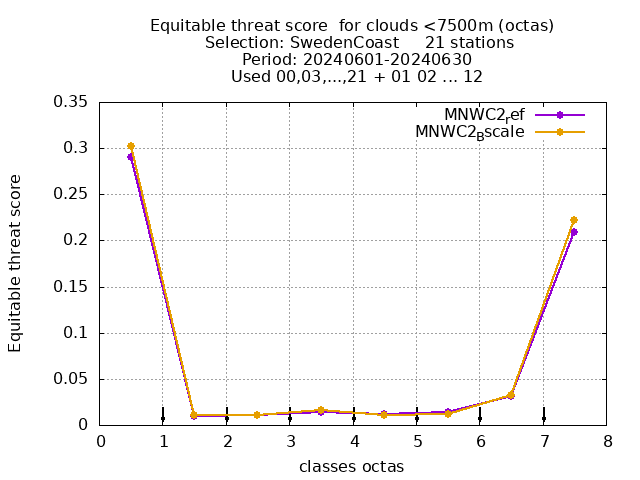 Equitable threat score  for clouds <7500m (octas)
Selection: SwedenCoast     21 stations
Period: 20240601-20240630
Used 00,03,...,21 + 01 02 ... 12
MNWC2ref
MNWC2Bscale
0.35
0.3
0.25
0.2
0.15
0.1
0.05
0
Equitable threat score
0 1 2 3 4 5 6 7 8
classes octas